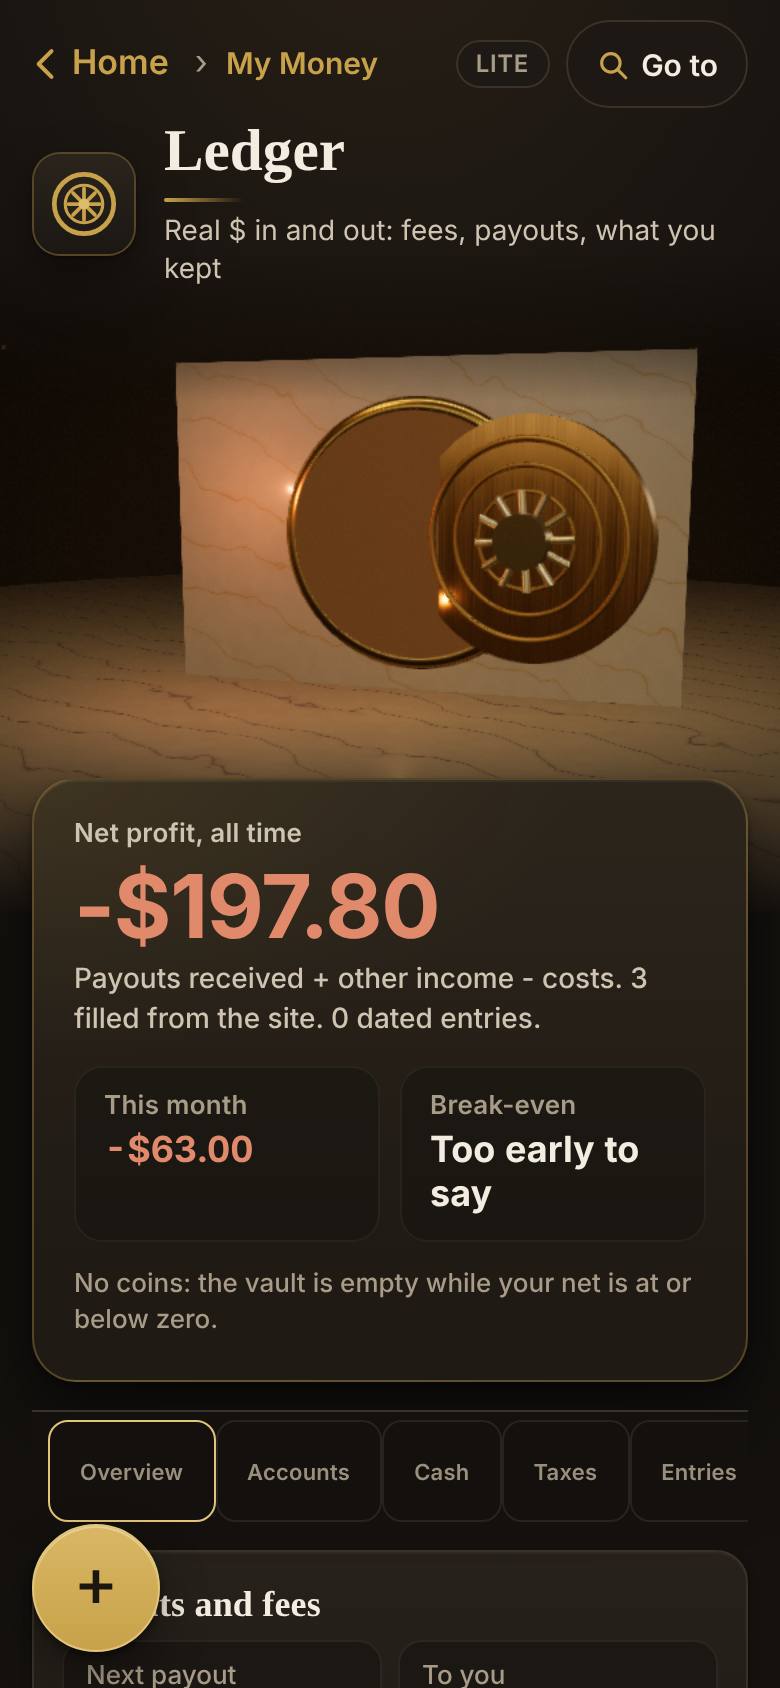 Home › My Money
LITE
Go to
Ledger
Real $ in and out: fees, payouts, what you
kept
Net profit, all time
-$197.80
Payouts received + other income - costs. 3
filled from the site. 0 dated entries.
This month
-$63.00
Break-even
Too early to
say
No coins: the vault is empty while your net is at or
below zero.
Overview
Accounts
Cash
Taxes
Entries
+
and fees
Next payout
To you